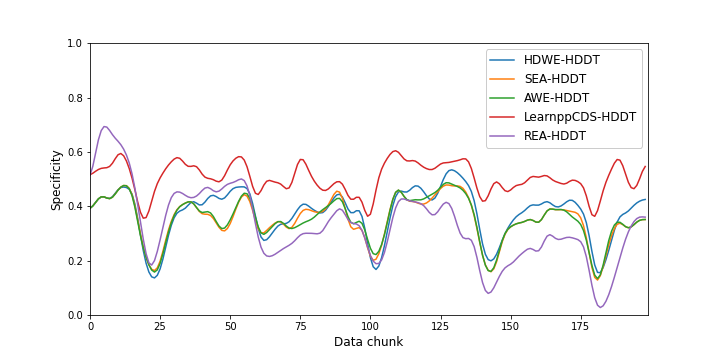 1.0
0.8
0.6
0.4
0.2
0.0
Specificity
0
25
50
75
100
125
150
175
Data chunk
HDWE-HDDT
SEA-HDDT
AWE-HDDT
LearnppCDS-HDDT
REA-HDDT